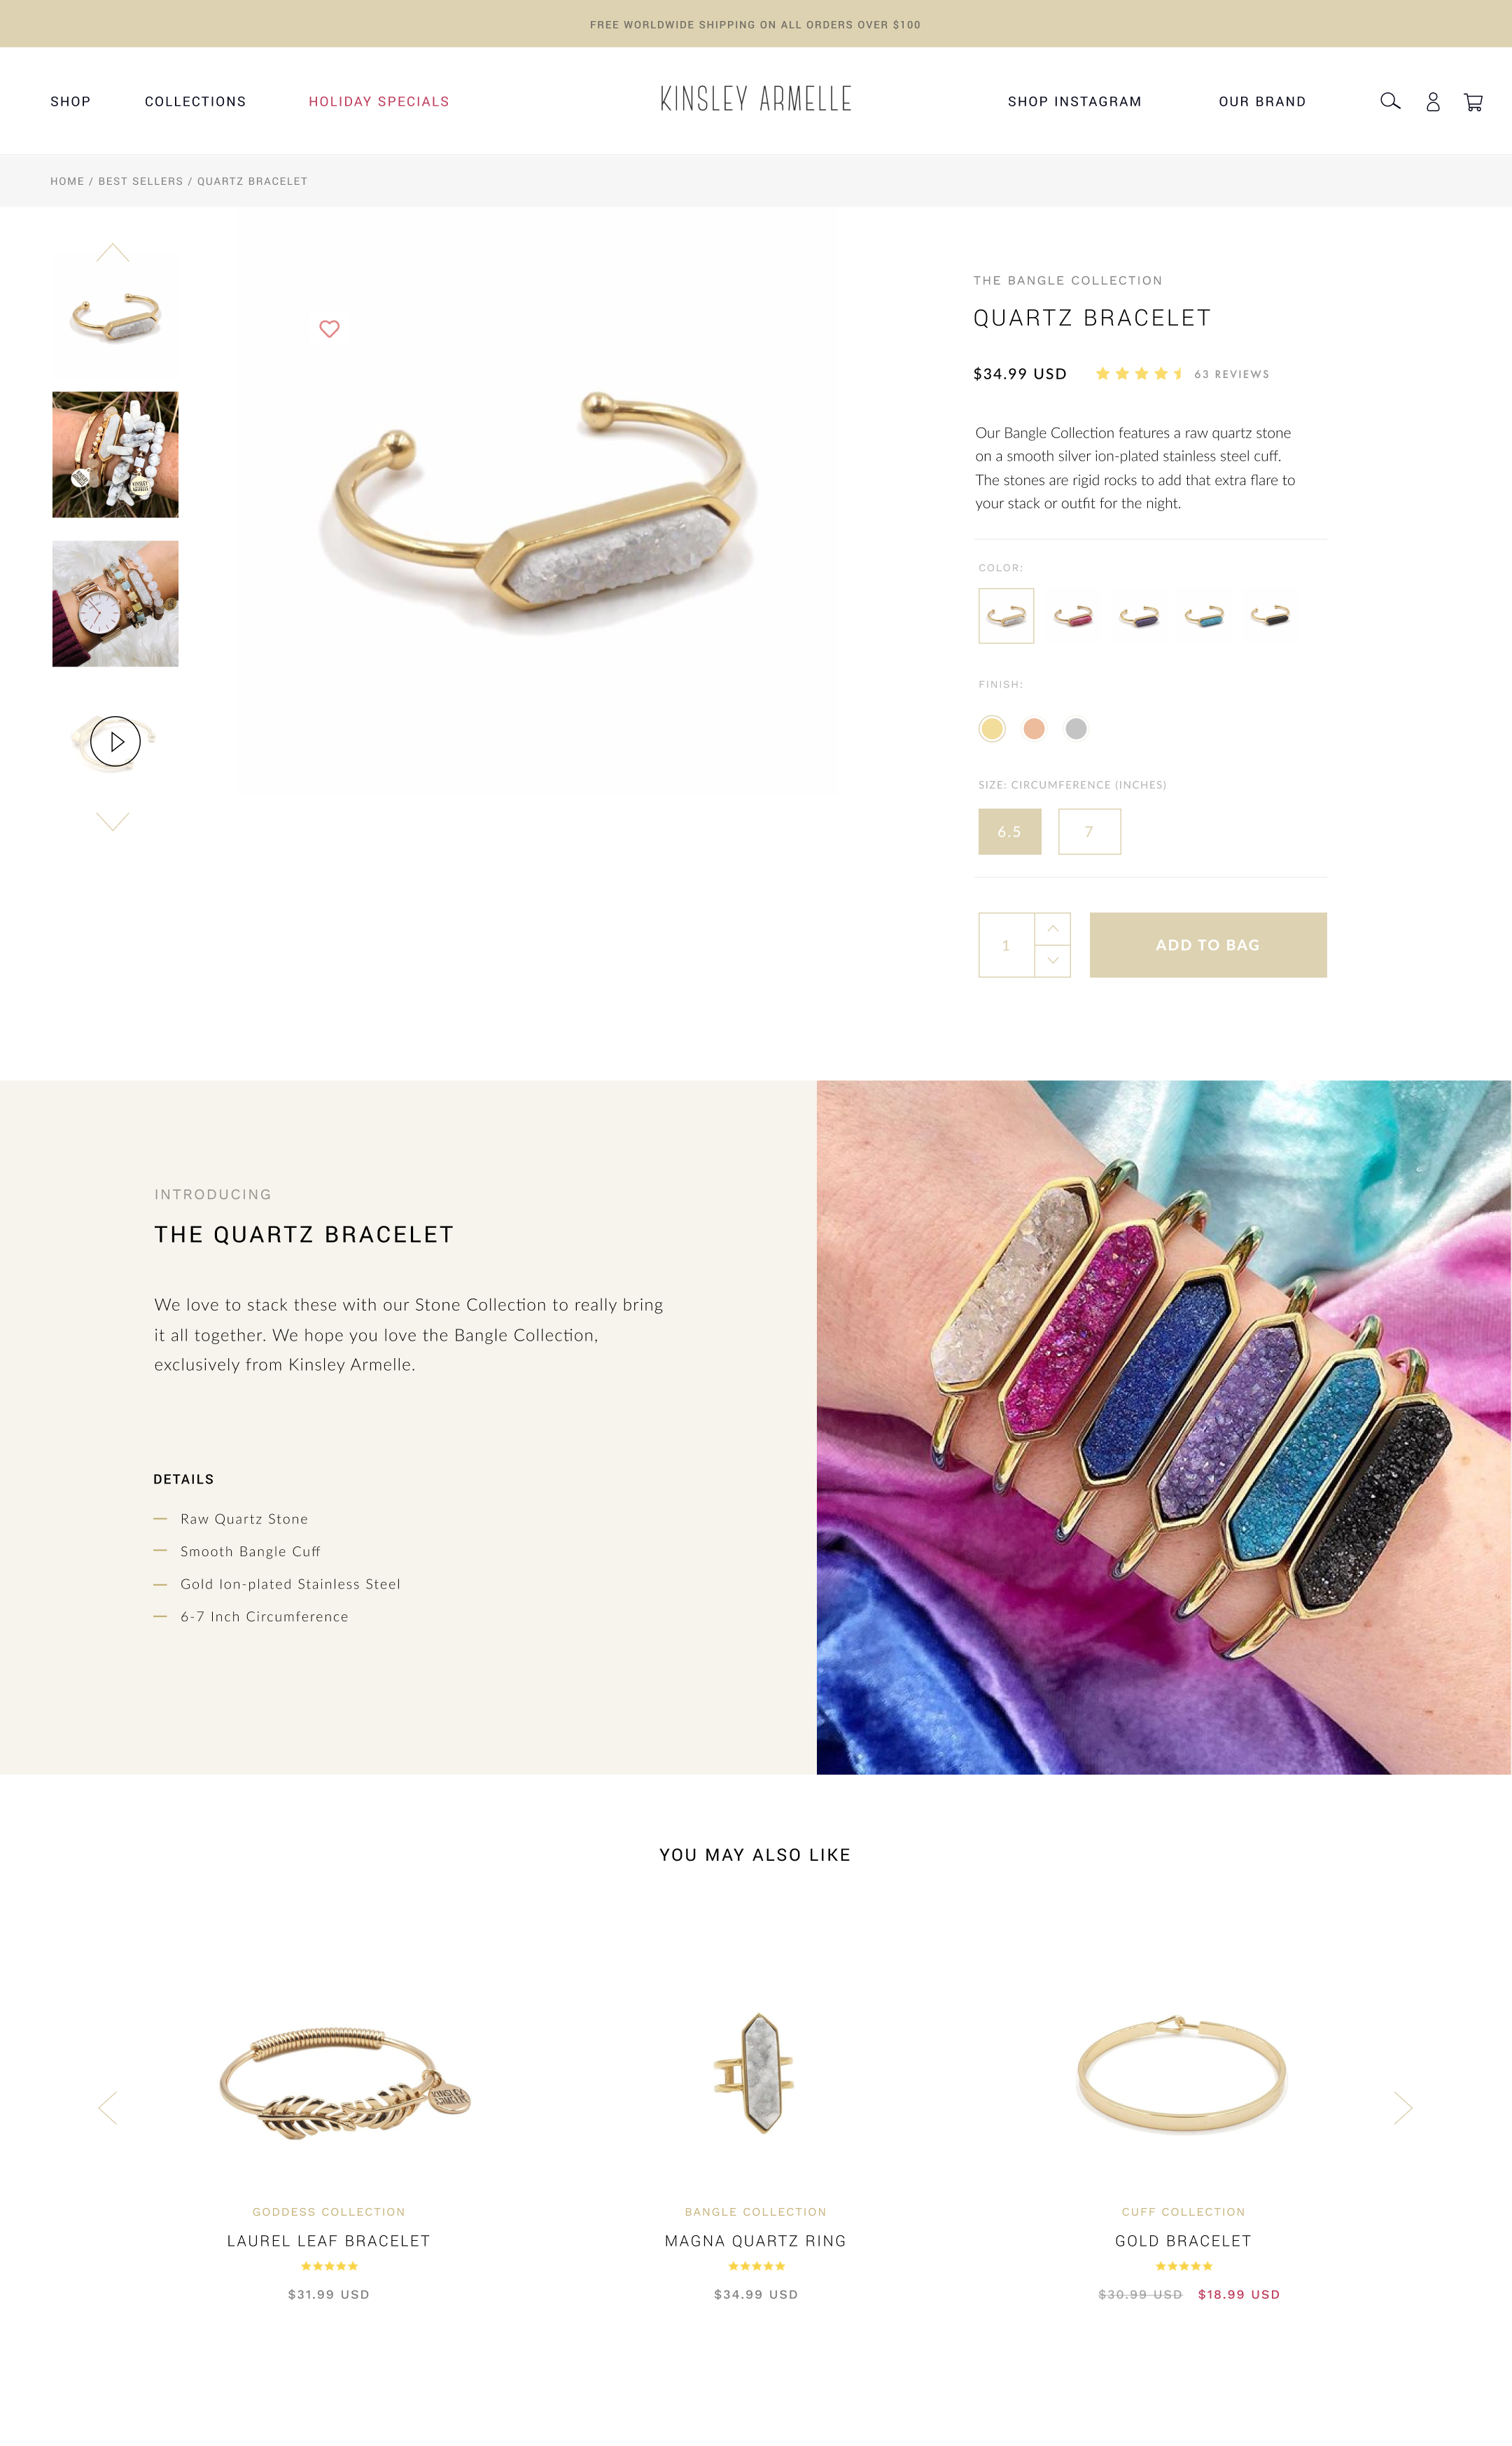 FREE WORLDWIDE SHIPPING ON ALL ORDERS OVER $100
SHOP
COLLECTIONS
HOLIDAY SPECIALS
KINSLEY ARMELLE
SHOP INSTAGRAM
OUR BRAND
HOME / BEST SELLERS / QUARTZ BRACELET
THE BANGLE COLLECTION
QUARTZ BRACELET
$34.99 USD
63 REVIEWS
Our Bangle Collection features a raw quartz stone
on a smooth silver ion-plated stainless steel cuff.
The stones are rigid rocks to add that extra flare to
your stack or outfit for the night.
COLOR:
FINISH:
SIZE: CIRCUMFERENCE (INCHES)
6.5
7
1
ADD TO BAG
INTRODUCING
THE QUARTZ BRACELET
We love to stack these with our Stone Collection to really bring
it all together. We hope you love the Bangle Collection,
exclusively from Kinsley Armelle.
DETAILS
Raw Quartz Stone
Smooth Bangle Cuff
Gold Ion-plated Stainless Steel
6-7 Inch Circumference
YOU MAY ALSO LIKE
KINSLEY
ARMELLE
GODDESS COLLECTION
LAUREL LEAF BRACELET
$31.99 USD
BANGLE COLLECTION
MAGNA QUARTZ RING
$34.99 USD
CUFF COLLECTION
GOLD BRACELET
$30.99 USD $18.99 USD